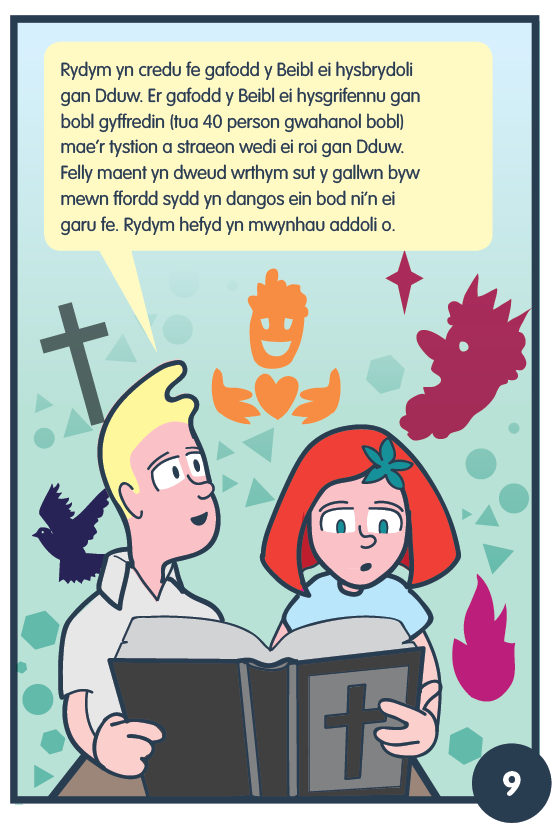 Rydym yn credu fe gafodd y Beibl ei hysbrydoli
gan Dduw. Er gafodd y Beibl ei hysgrifennu gan
bobl gyffredin (tua 40 person gwahanol bobl)
mae'r tystion a straeon wedi ei roi gan Dduw.
Felly maent yn dweud wrthym sut y gallwn byw
mewn ffordd sydd yn dangos ein bod ni'n ei
garu fe. Rydym hefyd yn mwynhau addoli o.
9